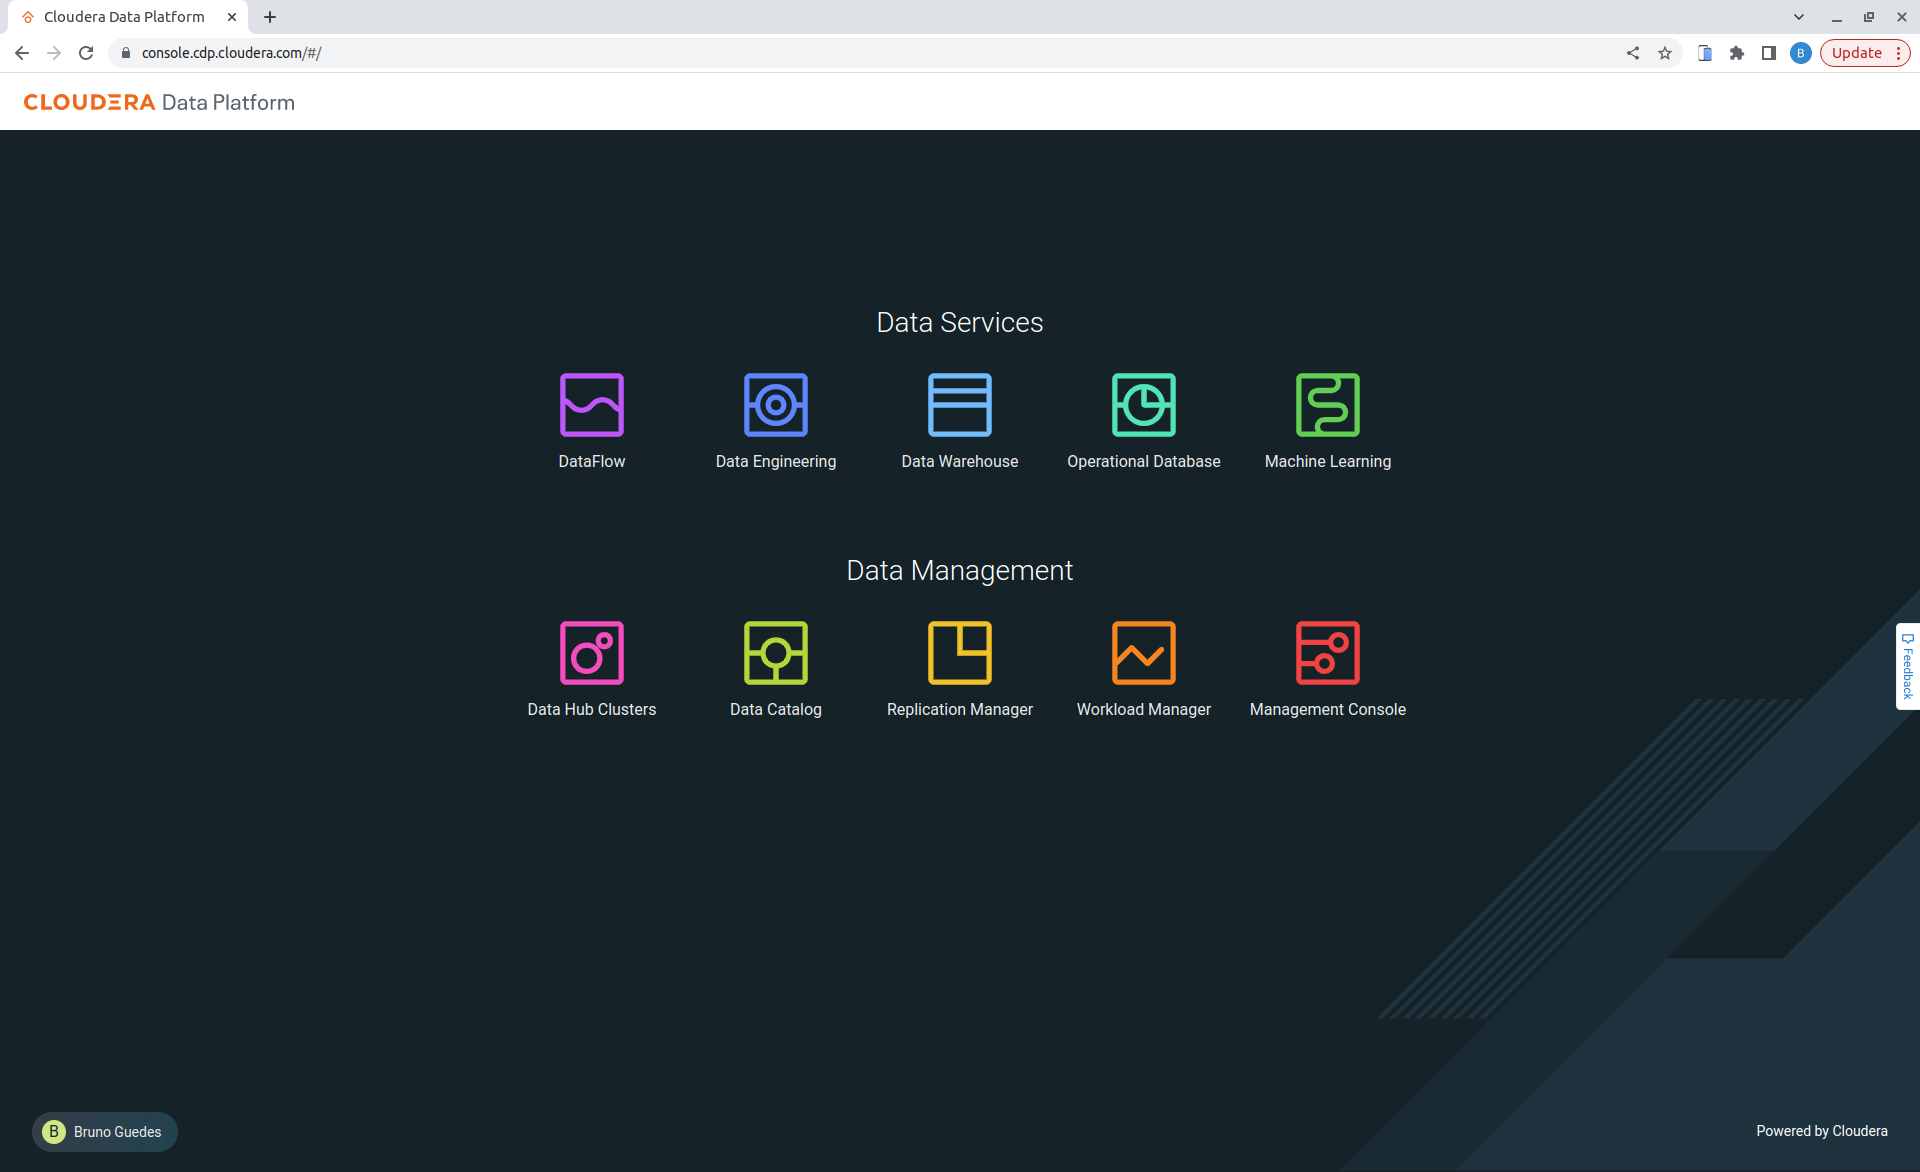 Cloudera Data Platform
console.cdp.cloudera.com/#/
B
Update
CLOUDERA Data Platform
Data Services
DataFlow
Data Engineering
Data Warehouse
Operational Database
Machine Learning
Data Management
Data Hub Clusters
Data Catalog
Replication Manager
Workload Manager
Management Console
Feedback
B Bruno Guedes
Powered by Cloudera